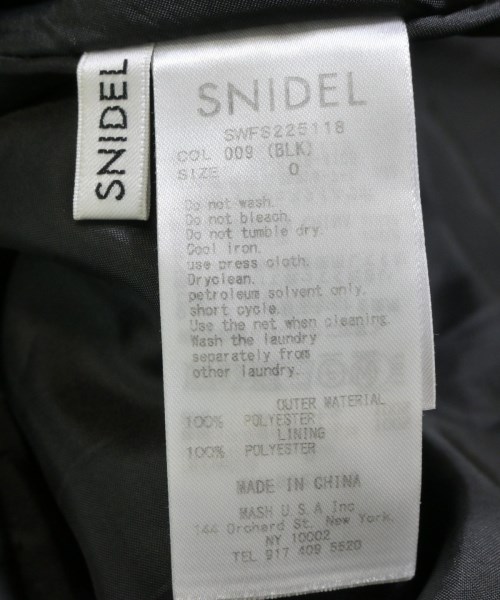 SNIDEL
SNIDEL
SWFS225118
COL 009 (BLK)
SIZE 0
Do not wash.
Do not bleach.
Do not tumble dry.
Cool iron.
use press cloth.
Dryclean.
petroleum solvent only.
short cycle.
Use the net when cleaning.
Wash the laundry
separately from
other laundry.
OUTER MATERIAL
100% POLYESTER
LINING
100% POLYESTER
MADE IN CHINA
MASH U.S.A Inc
144 Orchard St. New York.
NY 10002
TEL 917 409 5520